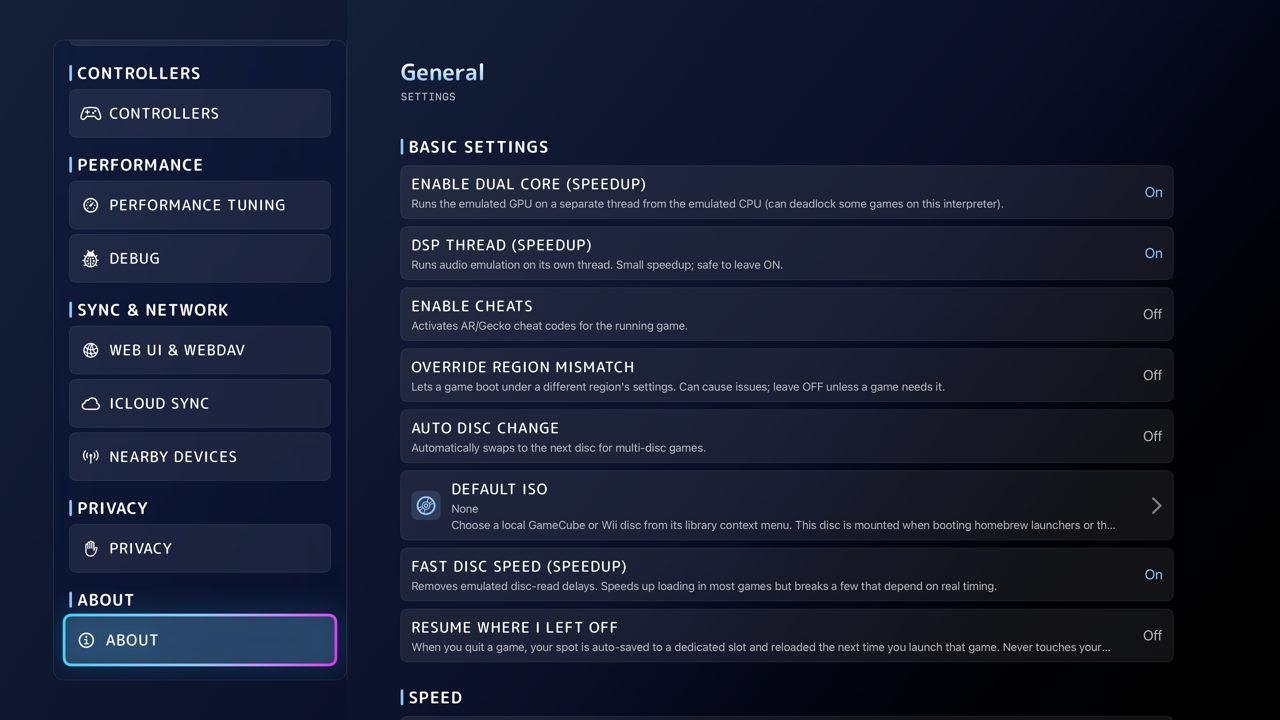 CONTROLLERS
CONTROLLERS
PERFORMANCE
PERFORMANCE TUNING
DEBUG
SYNC & NETWORK
WEB UI & WEBDAV
ICLOUD SYNC
NEARBY DEVICES
PRIVACY
PRIVACY
ABOUT
ABOUT
General
SETTINGS
BASIC SETTINGS
ENABLE DUAL CORE (SPEEDUP)
Runs the emulated GPU on a separate thread from the emulated CPU (can deadlock some games on this interpreter).
On
DSP THREAD (SPEEDUP)
Runs audio emulation on its own thread. Small speedup; safe to leave ON.
On
ENABLE CHEATS
Activates AR/Gecko cheat codes for the running game.
Off
OVERRIDE REGION MISMATCH
Lets a game boot under a different region's settings. Can cause issues; leave OFF unless a game needs it.
Off
AUTO DISC CHANGE
Automatically swaps to the next disc for multi-disc games.
Off
DEFAULT ISO
None
Choose a local GameCube or Wii disc from its library context menu. This disc is mounted when booting homebrew launchers or th...
FAST DISC SPEED (SPEEDUP)
Removes emulated disc-read delays. Speeds up loading in most games but breaks a few that depend on real timing.
On
RESUME WHERE I LEFT OFF
When you quit a game, your spot is auto-saved to a dedicated slot and reloaded the next time you launch that game. Never touches your...
Off
SPEED